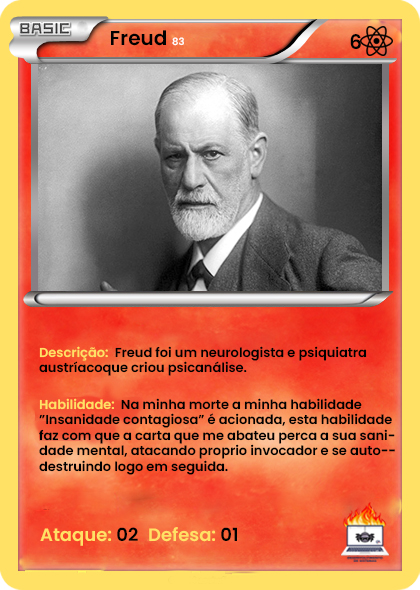 BASIC
Freud 83
6
Descrição: Freud foi um neurologista e psiquiatra
austríacoque criou psicanálise.
Habilidade: Na minha morte a minha habilidade
"Insanidade contagiosa" é acionada, esta habilidade
faz com que a carta que me abateu perca a sua sani-
dade mental, atacando proprio invocador e se auto--
destruindo logo em seguida.
Ataque: 02 Defesa: 01